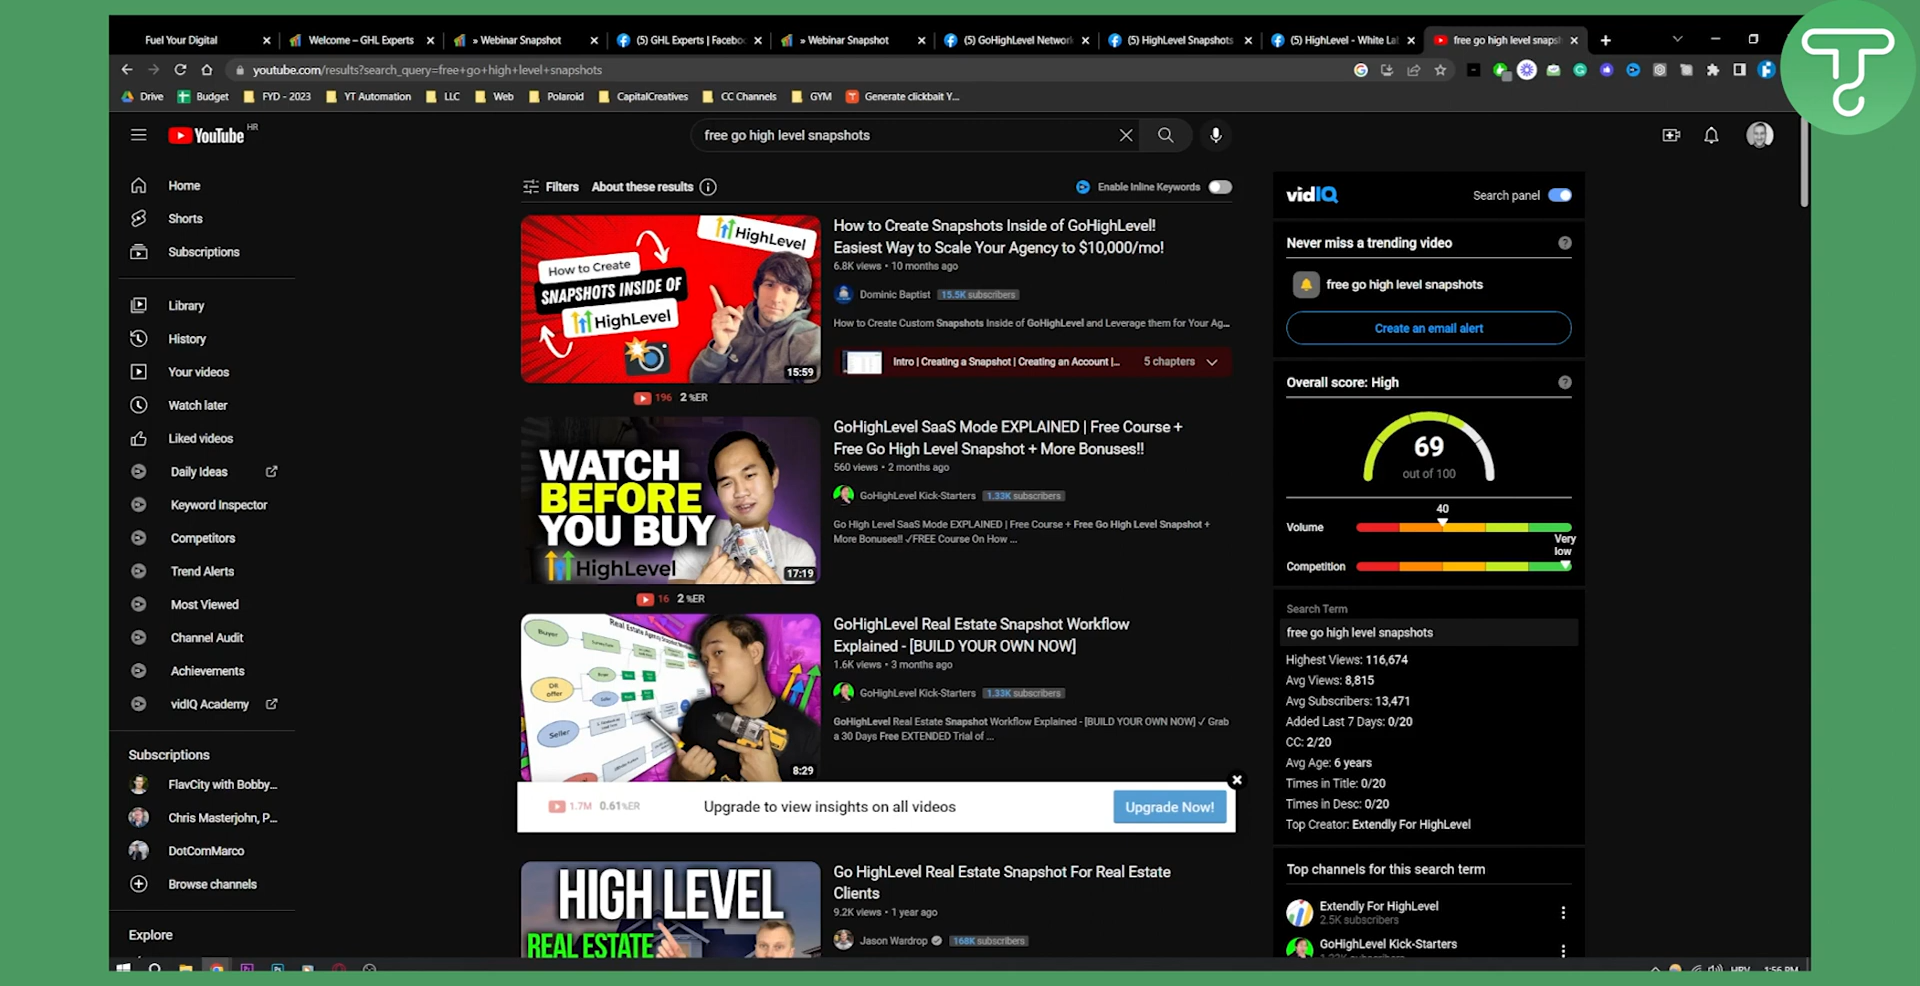 Fuel Your Digital
Welcome – GHL Experts
» Webinar Snapshot
(5) GHL Experts | Facebo
» Webinar Snapshot
(5) GoHighLevel Network
(5) HighLevel Snapshots
(5) HighLevel - White La
free go high level snapsh
youtube.com/results?search_query=free+go+high+level+snapshots
Drive
Budget
FYD - 2023
YT Automation
LLC
Web
Polaroid
CapitalCreatives
CC Channels
GYM
Generate clickbait Y...
YouTube HR
free go high level snapshots
Home
Shorts
Subscriptions
Library
History
Your videos
Watch later
Liked videos
Daily Ideas
Keyword Inspector
Competitors
Trend Alerts
Most Viewed
Channel Audit
Achievements
vidIQ Academy
Subscriptions
FlavCity with Bobby...
Chris Masterjohn, P...
DotComMarco
Browse channels
Explore
Filters
About these results
Enable Inline Keywords
HighLevel
How to Create
SNAPSHOTS INSIDE OF
HighLevel
15:59
How to Create Snapshots Inside of GoHighLevel!
Easiest Way to Scale Your Agency to $10,000/mo!
6.8K views • 10 months ago
Dominic Baptist 15.5K subscribers
How to Create Custom Snapshots Inside of GoHighLevel and Leverage them for Your Ag...
Intro | Creating a Snapshot | Creating an Account |... 5 chapters
196 2 %ER
WATCH
BEFORE
YOU BUY
HighLevel
17:19
GoHighLevel SaaS Mode EXPLAINED | Free Course +
Free Go High Level Snapshot + More Bonuses!!
560 views • 2 months ago
GoHighLevel Kick-Starters 1.33K subscribers
Go High Level SaaS Mode EXPLAINED | Free Course + Free Go High Level Snapshot +
More Bonuses!! ✓FREE Course On How ...
16 2 %ER
Real Estate Agency Snapshot
Buyer
DR
offer
Seller
8:29
GoHighLevel Real Estate Snapshot Workflow
Explained - [BUILD YOUR OWN NOW]
1.6K views • 3 months ago
GoHighLevel Kick-Starters 1.33K subscribers
GoHighLevel Real Estate Snapshot Workflow Explained - [BUILD YOUR OWN NOW] ✓ Grab
a 30 Days Free EXTENDED Trial of ...
1.7M 0.61%ER
Upgrade to view insights on all videos
Upgrade Now!
HIGH LEVEL
REAL ESTATE
Go HighLevel Real Estate Snapshot For Real Estate
Clients
9.2K views • 1 year ago
Jason Wardrop 168K subscribers
vidIQ
Search panel
Never miss a trending video
free go high level snapshots
Create an email alert
Overall score: High
69
out of 100
40
Volume
Very
low
Competition
Search Term
free go high level snapshots
Highest Views: 116,674
Avg Views: 8,815
Avg Subscribers: 13,471
Added Last 7 Days: 0/20
CC: 2/20
Avg Age: 6 years
Times in Title: 0/20
Times in Desc: 0/20
Top Creator: Extendly For HighLevel
Top channels for this search term
Extendly For HighLevel
2.5K subscribers
GoHighLevel Kick-Starters
1.33K subscribers
HRV
1:56 PM